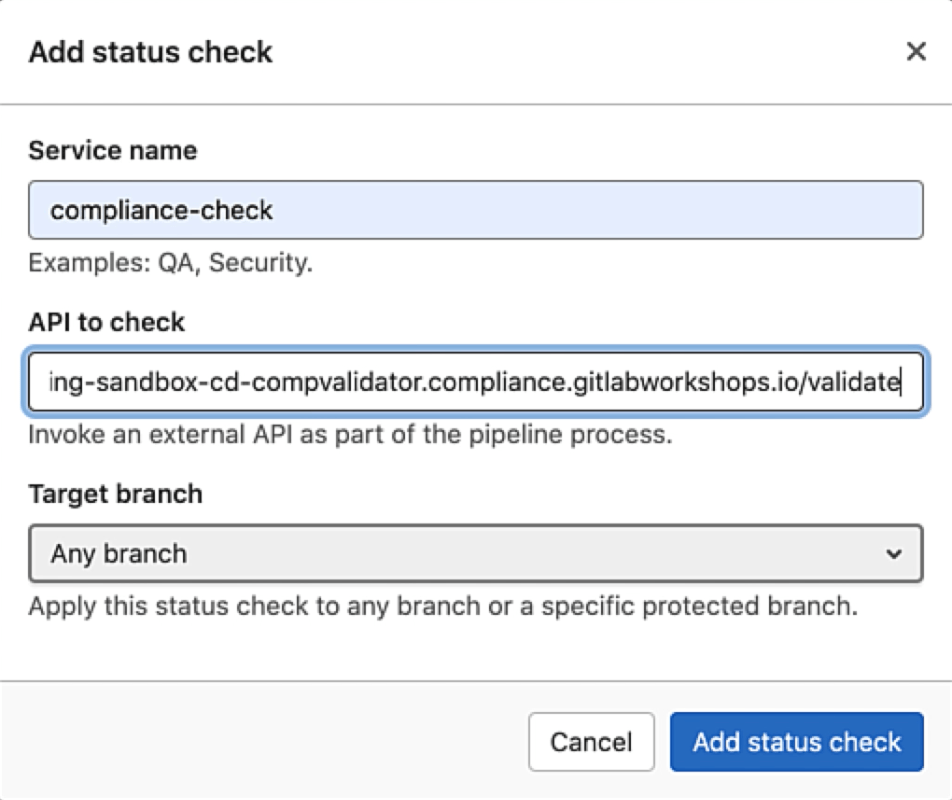 Add status check
Service name
compliance-check
Examples: QA, Security.
API to check
ing-sandbox-cd-compvalidator.compliance.gitlabworkshops.io/validate
Invoke an external API as part of the pipeline process.
Target branch
Any branch
Apply this status check to any branch or a specific protected branch.
Cancel
Add status check